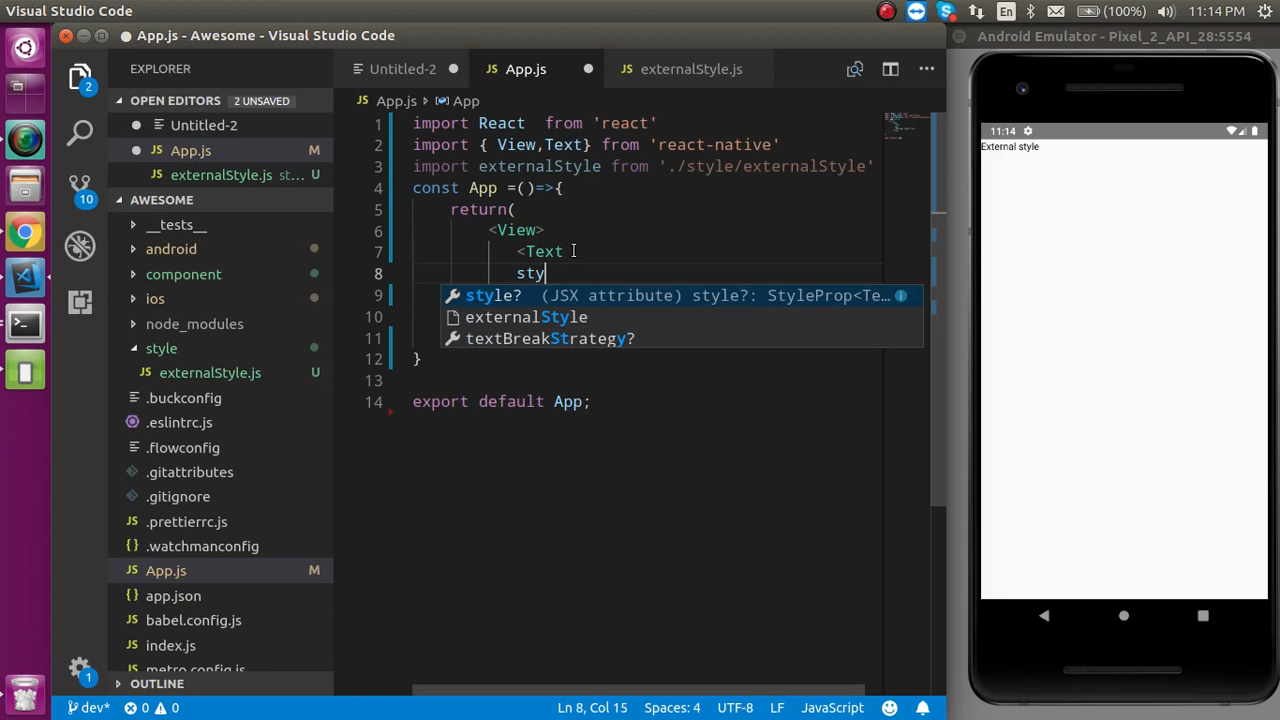 Visual Studio Code
En
(100%)
11:14 PM
App.js - Awesome - Visual Studio Code
Android Emulator - Pixel_2_API_28:5554
EXPLORER
Untitled-2
App.js
externalStyle.js
OPEN EDITORS 2 UNSAVED
Untitled-2
App.js M
externalStyle.js st... U
AWESOME
__tests__
android
component
ios
node_modules
style
externalStyle.js U
.buckconfig
.eslintrc.js
.flowconfig
.gitattributes
.gitignore
.prettierrc.js
.watchmanconfig
App.js M
app.json
babel.config.js
index.js
metro.config.js
OUTLINE
2
10
1
JS App.js > App
1 import React  from 'react'
2 import { View,Text} from 'react-native'
3 import externalStyle from './style/externalStyle'
4 const App =()=>{
5 return(
6 <View>
7 <Text
8 sty
style? (JSX attribute) style?: StyleProp<Te...
externalStyle
textBreakStrategy?
9
10
11
12 }
13
14 export default App;
11:14
External style
dev*
0 0
Ln 8, Col 15
Spaces: 4
UTF-8
LF
JavaScript